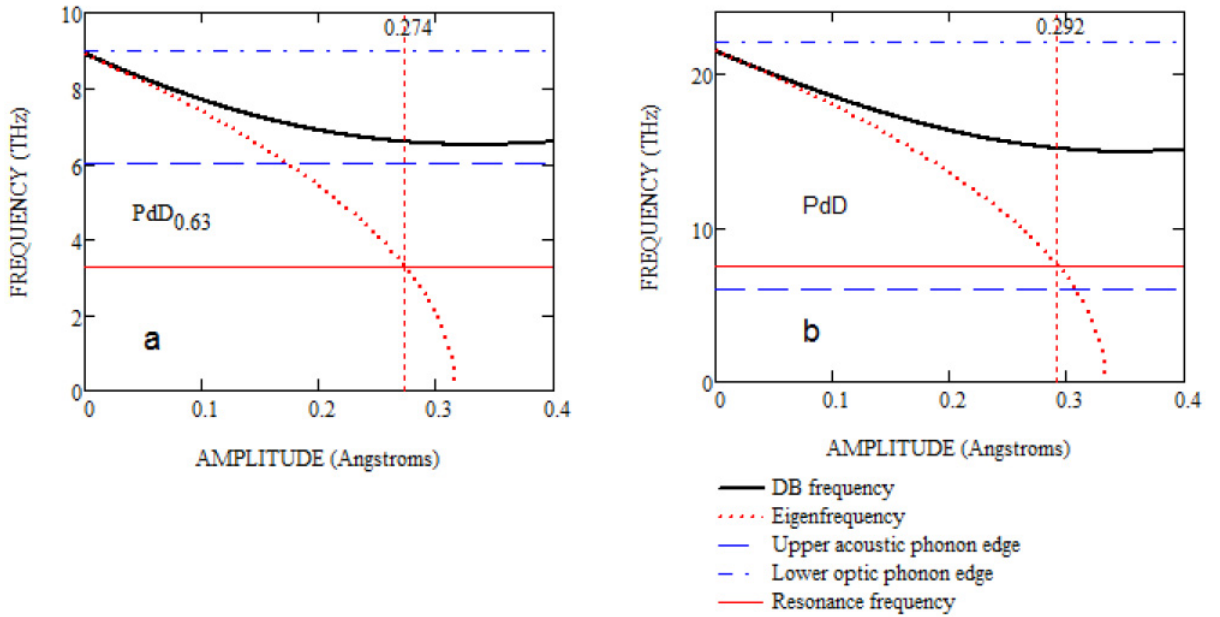 0.274
10
8
6
4
2
0
FREQUENCY (THz)
PdD0.63
a
0 0.1 0.2 0.3 0.4
AMPLITUDE (Angstroms)
0.292
20
10
0
FREQUENCY (THz)
PdD
b
0 0.1 0.2 0.3 0.4
AMPLITUDE (Angstroms)
DB frequency
Eigenfrequency
Upper acoustic phonon edge
Lower optic phonon edge
Resonance frequency